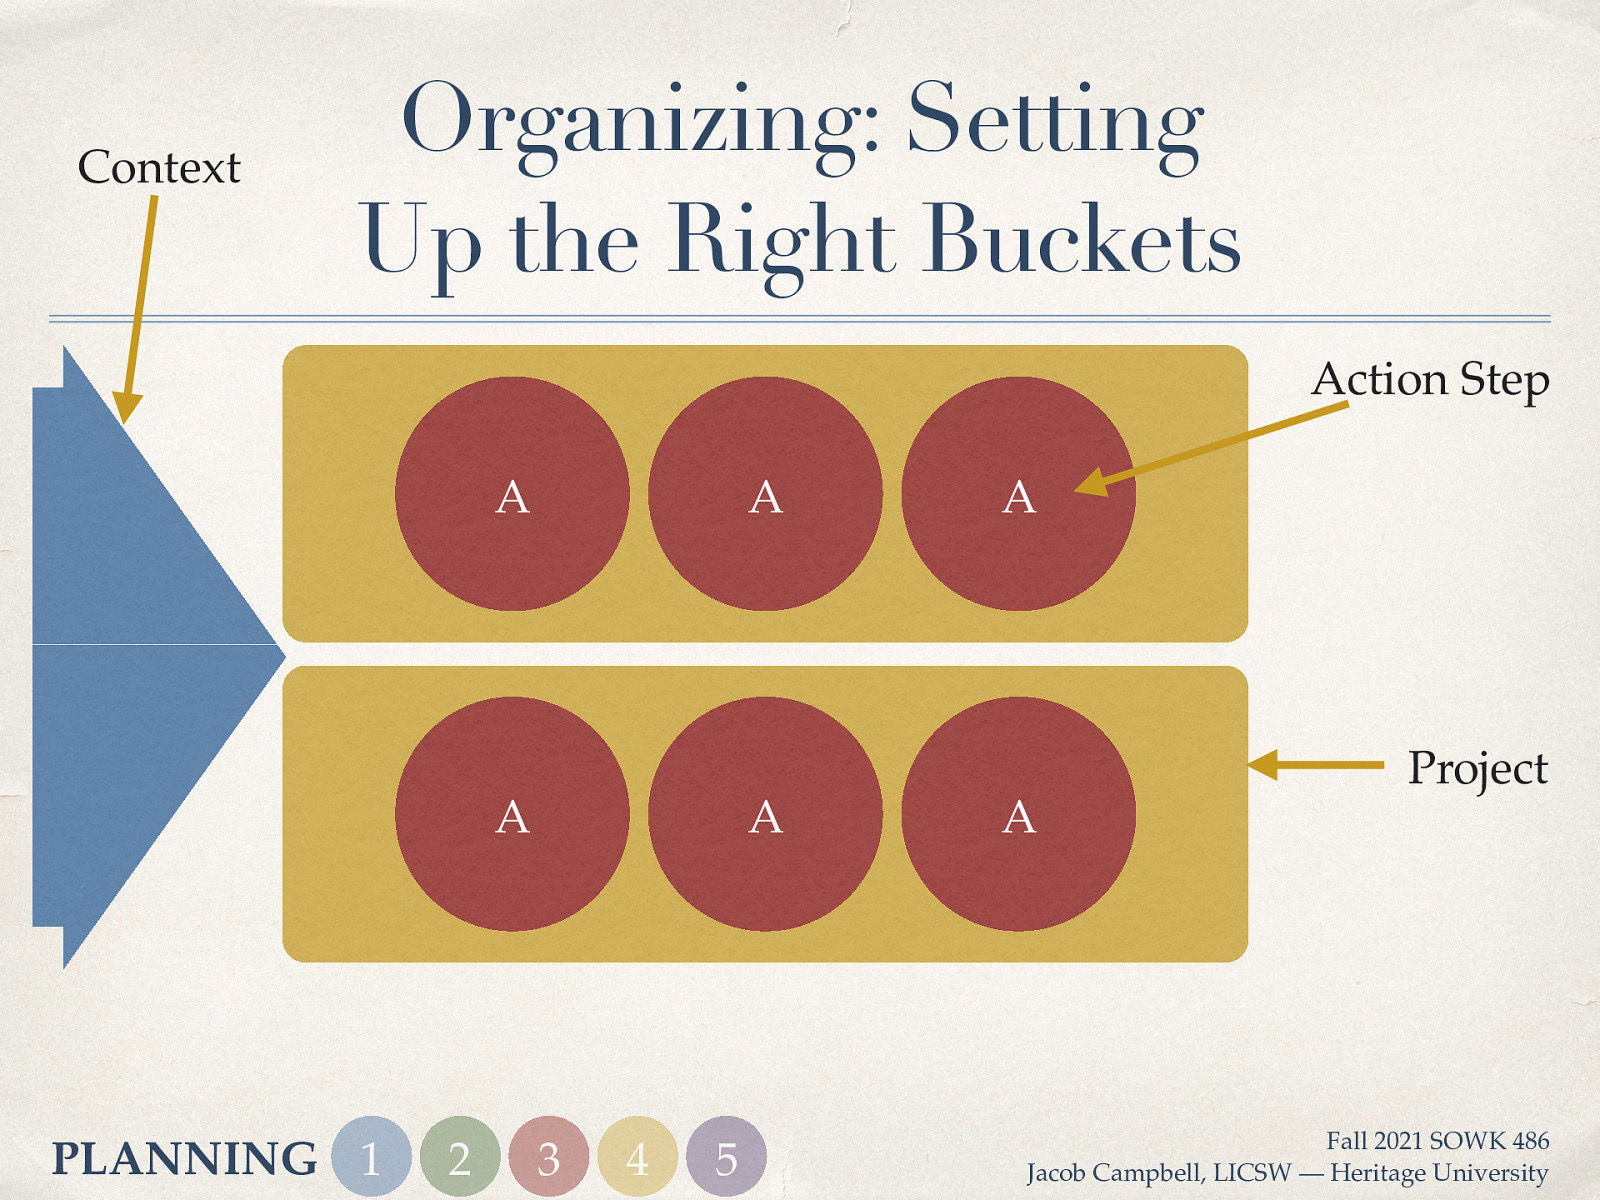 Organizing: Setting
Up the Right Buckets
Context
Action Step
A A A
Project
A A A
PLANNING 1 2 3 4 5
Fall 2021 SOWK 486
Jacob Campbell, LICSW — Heritage University